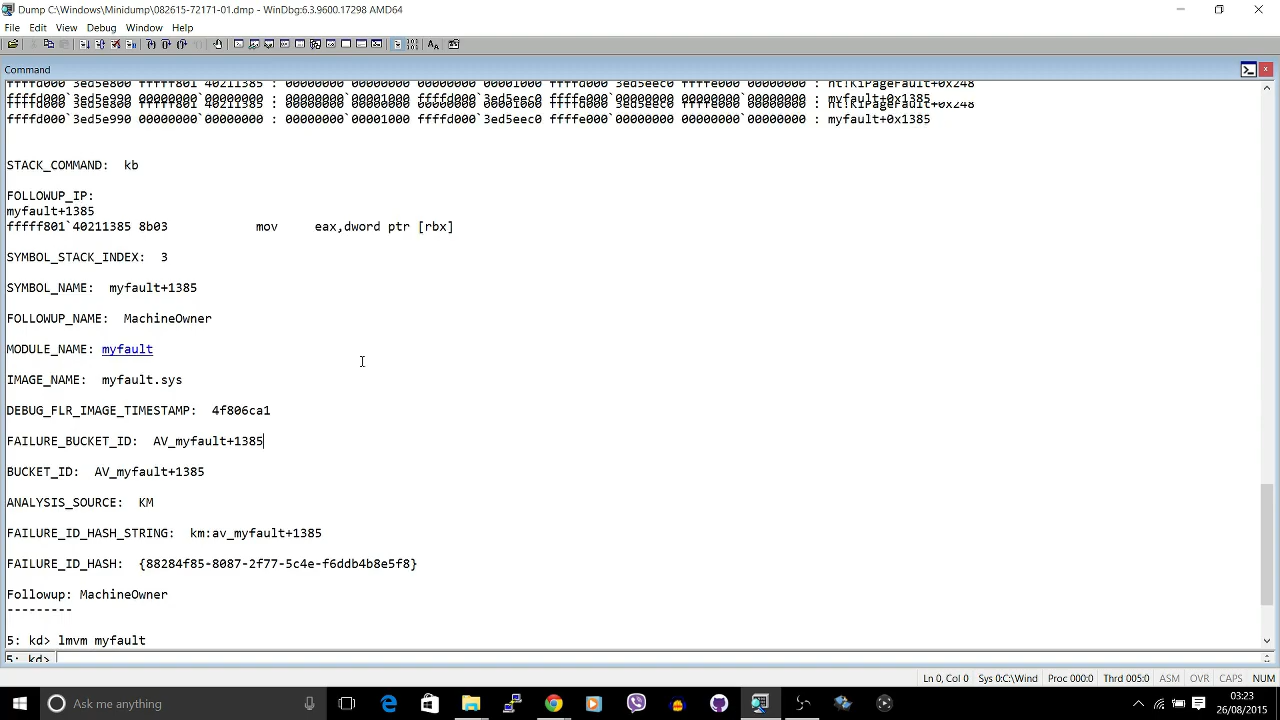 Dump C:\Windows\Minidump\082615-72171-01.dmp - WinDbg:6.3.9600.17298 AMD64
File Edit View Debug Window Help
Command
ffffd000`3ed5e990 00000000`00000000 : 00000000`00001000 ffffd000`3ed5eec0 ffffe000`00000000 00000000`00000000 : myfault+0x1385
STACK_COMMAND: kb
FOLLOWUP_IP:
myfault+1385
fffff801`40211385 8b03 mov eax,dword ptr [rbx]
SYMBOL_STACK_INDEX: 3
SYMBOL_NAME: myfault+1385
FOLLOWUP_NAME: MachineOwner
MODULE_NAME: myfault
IMAGE_NAME: myfault.sys
DEBUG_FLR_IMAGE_TIMESTAMP: 4f806ca1
FAILURE_BUCKET_ID: AV_myfault+1385
BUCKET_ID: AV_myfault+1385
ANALYSIS_SOURCE: KM
FAILURE_ID_HASH_STRING: km:av_myfault+1385
FAILURE_ID_HASH: {88284f85-8087-2f77-5c4e-f6ddb4b8e5f8}
Followup: MachineOwner
---------
5: kd> lmvm myfault
5: kd>
Ln 0, Col 0 Sys 0:C:\Wind Proc 000:0 Thrd 005:0 ASM OVR CAPS NUM
Ask me anything
03:23
26/08/2015